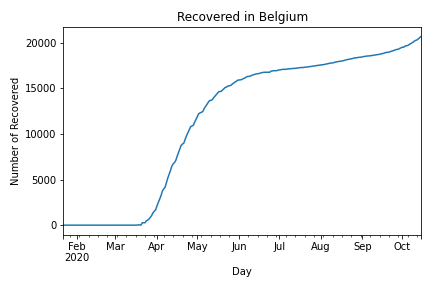 Recovered in Belgium
Number of Recovered
20000
15000
10000
5000
0
Feb Mar Apr May Jun Jul Aug Sep Oct
2020
Day